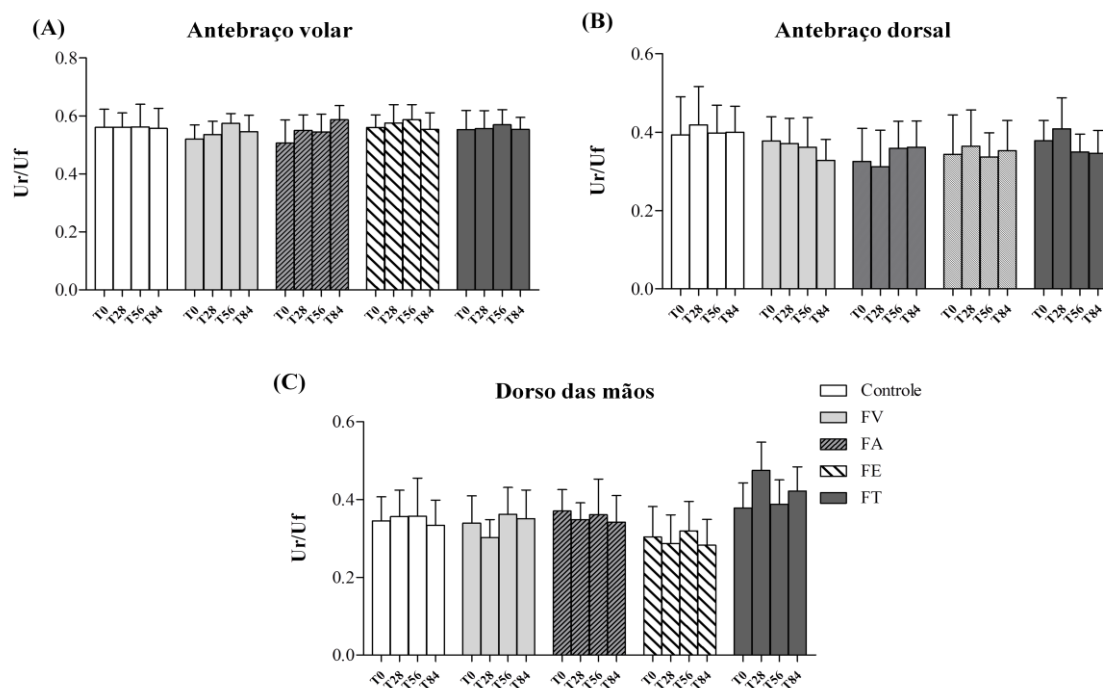 (A)
Antebraço volar
Ur/Uf
0.8
0.6
0.4
0.2
0.0
T0 T28 T56 T84 T0 T28 T56 T84 T0 T28 T56 T84 T0 T28 T56 T84 T0 T28 T56 T84
(B)
Antebraço dorsal
Ur/Uf
0.6
0.4
0.2
0.0
T0 T28 T56 T84 T0 T28 T56 T84 T0 T28 T56 T84 T0 T28 T56 T84 T0 T28 T56 T84
(C)
Dorso das mãos
Ur/Uf
0.6
0.4
0.2
0.0
T0 T28 T56 T84 T0 T28 T56 T84 T0 T28 T56 T84 T0 T28 T56 T84 T0 T28 T56 T84
Controle
FV
FA
FE
FT